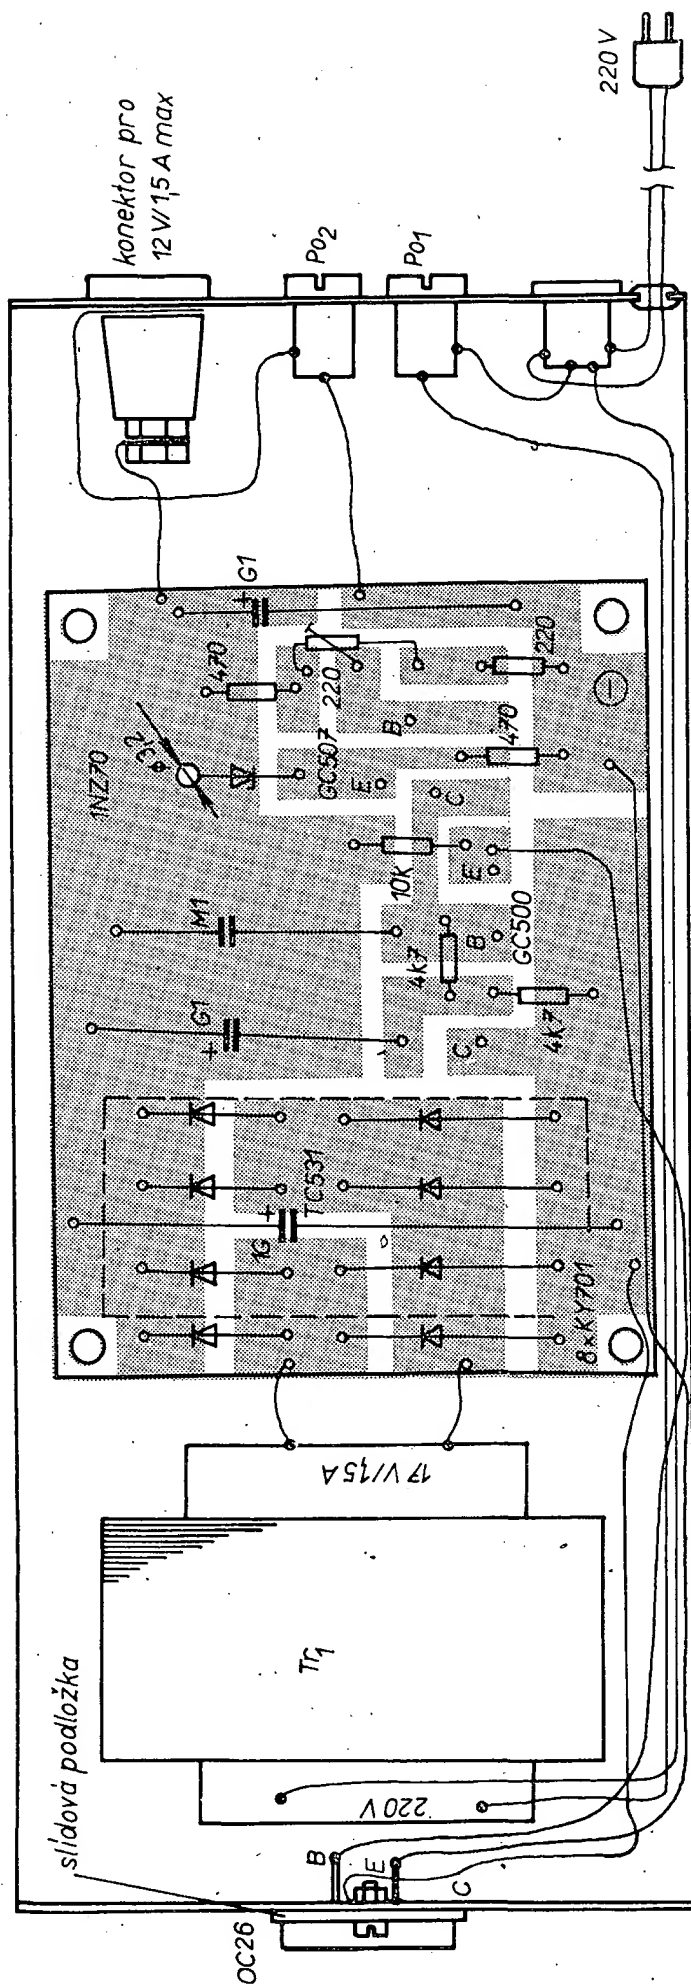 konektor pro
12 V/1,5 A max
Po2
Po1
220 V
G1
+
470
220
220
φ3,2
1NZ70
GC507
B
470
E
C
10K
E
M1
4K7
B
GC500
G1
+
C
4K7
1G
+
TC531
8×KY701
17 V/1,5 A
Tr1
220 V
slídová podložka
B
E
C
OC26